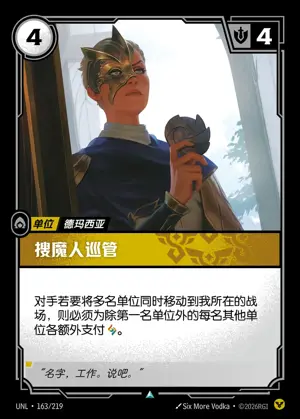 4
4
单位
德玛西亚
搜魔人巡管
对手若要将多名单位同时移动到我所在的战
场，则必须为除第一名单位外的每名其他单
位各额外支付
“名字，工作。说吧。”
UNL • 163/219
Six More Vodka • ©2026RGI